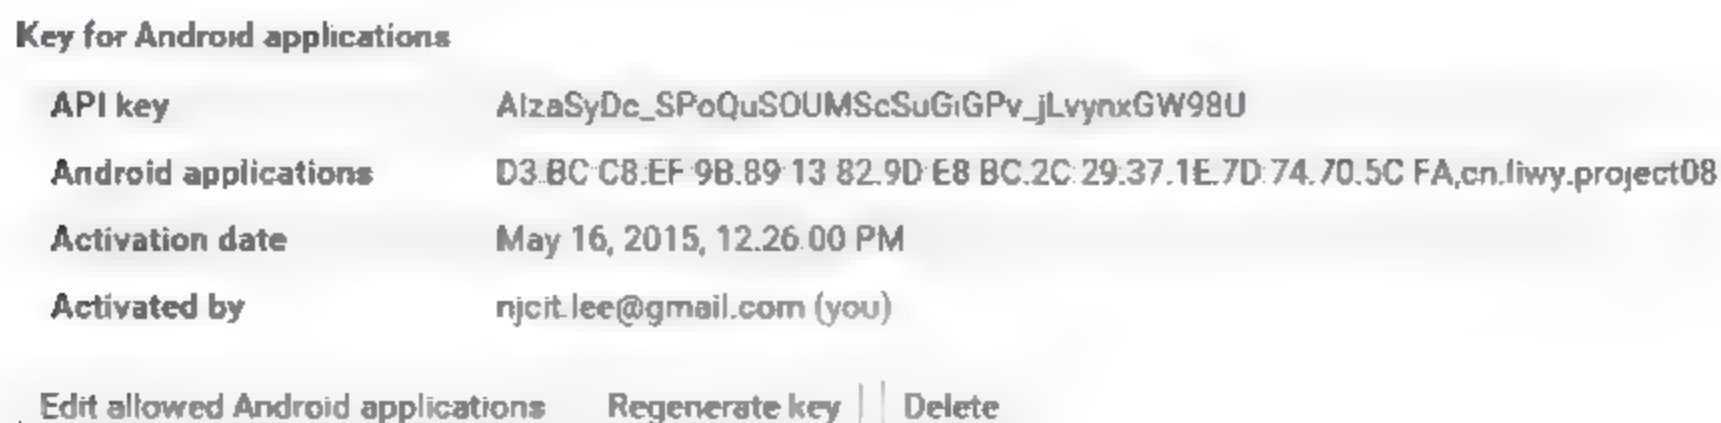 Key for Android applications
API key AIzaSyDc_SPoQuSOUMScSuGiGPv_jLvynxGW98U
Android applications D3:BC:C8:EF:9B:89:13:82:9D:E8:BC:2C:29:37:1E:7D:74:70:5C:FA;cn.liwy.project08
Activation date May 16, 2015, 12:26:00 PM
Activated by njcit.lee@gmail.com (you)
Edit allowed Android applications Regenerate key Delete